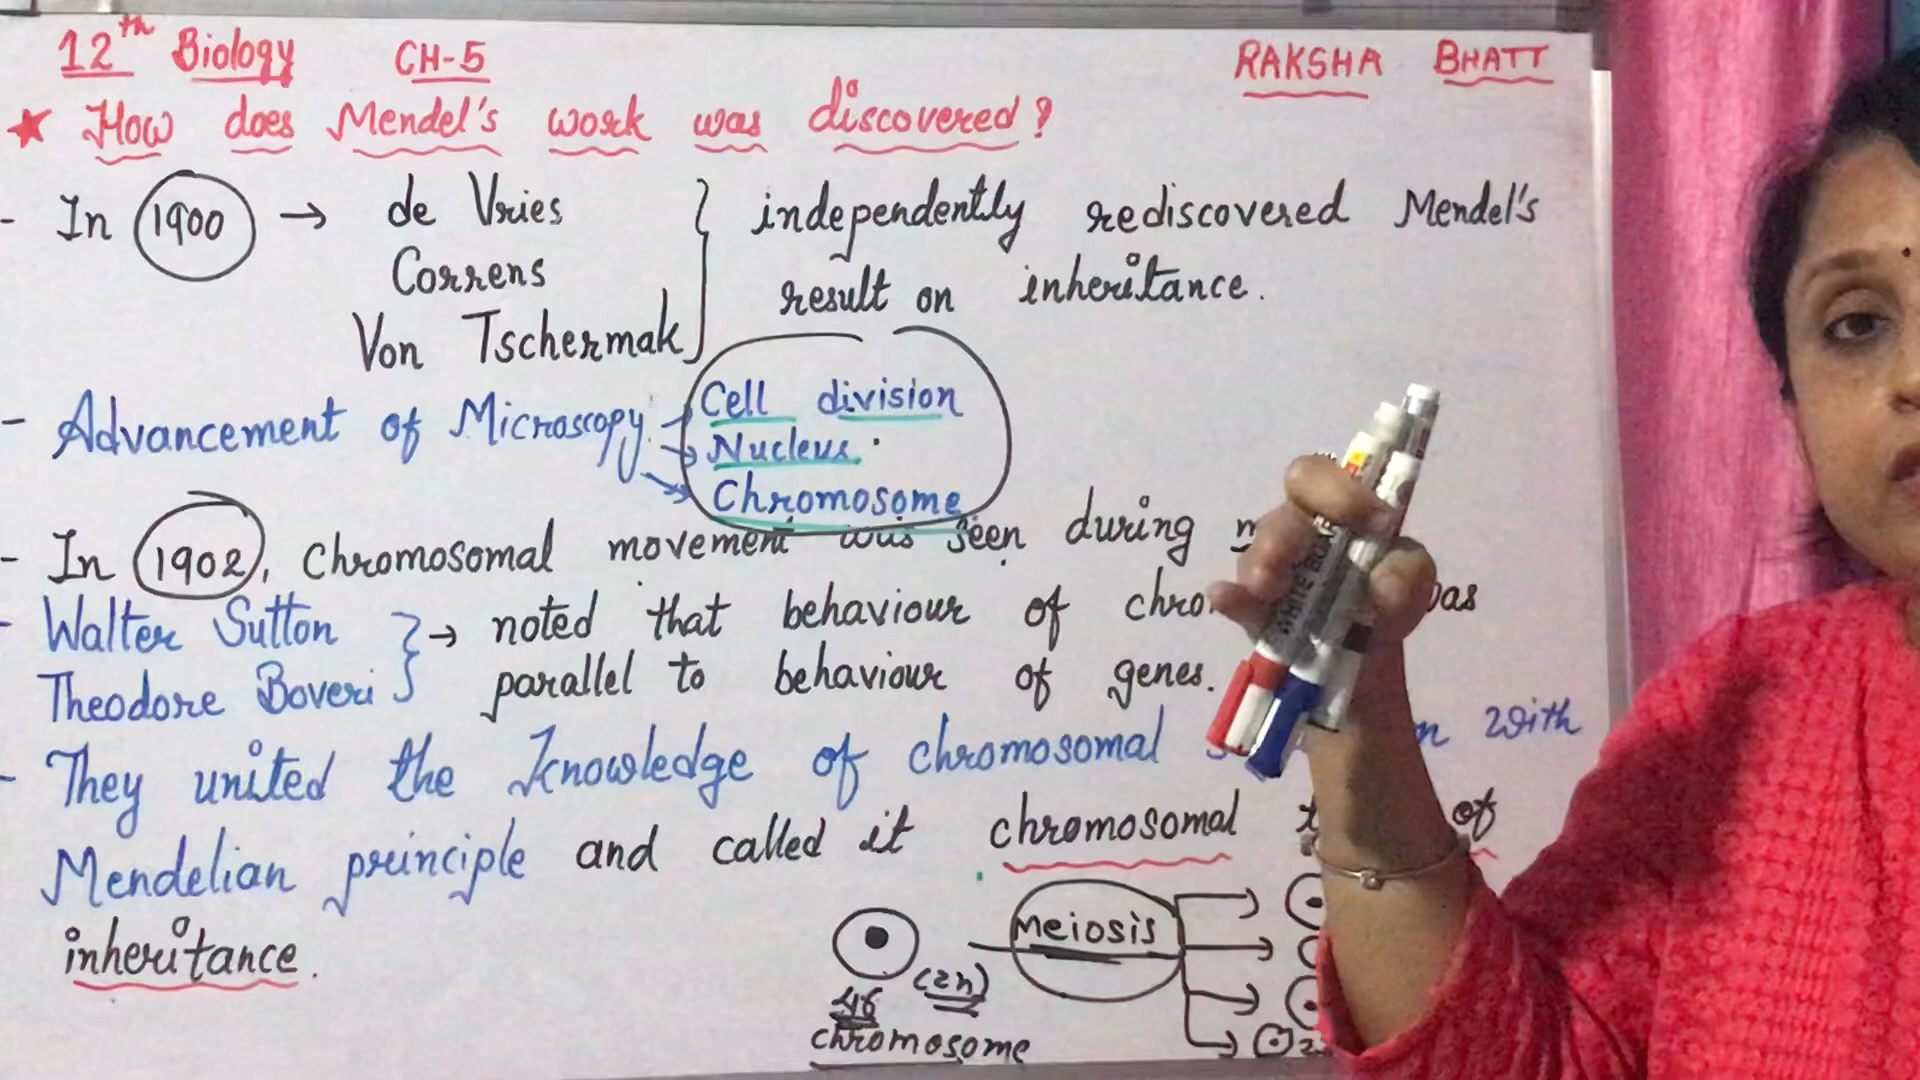 12th Biology CH-5 RAKSHA BHATT
★ How does Mendel's work was discovered?
- In 1900 → de Vries } independently rediscovered Mendel's
Correns result on inheritance.
Von Tschermak
- Advancement of Microscopy → Cell division
→ Nucleus.
→ Chromosome
- In 1902, Chromosomal movement was seen during
- Walter Sutton } → noted that behaviour of
Theodore Boveri parallel to behaviour of genes.
- They united the Knowledge of chromosomal with
Mendelian principle and called it chromosomal of
inheritance.
meiosis
(2n)
46
chromosome
WHITE